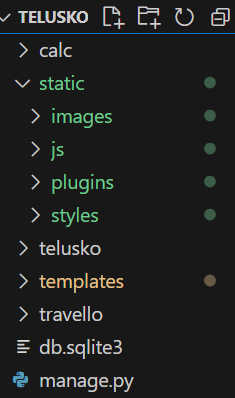 TELUSKO
calc
static
images
js
plugins
styles
telusko
templates
travello
db.sqlite3
manage.py